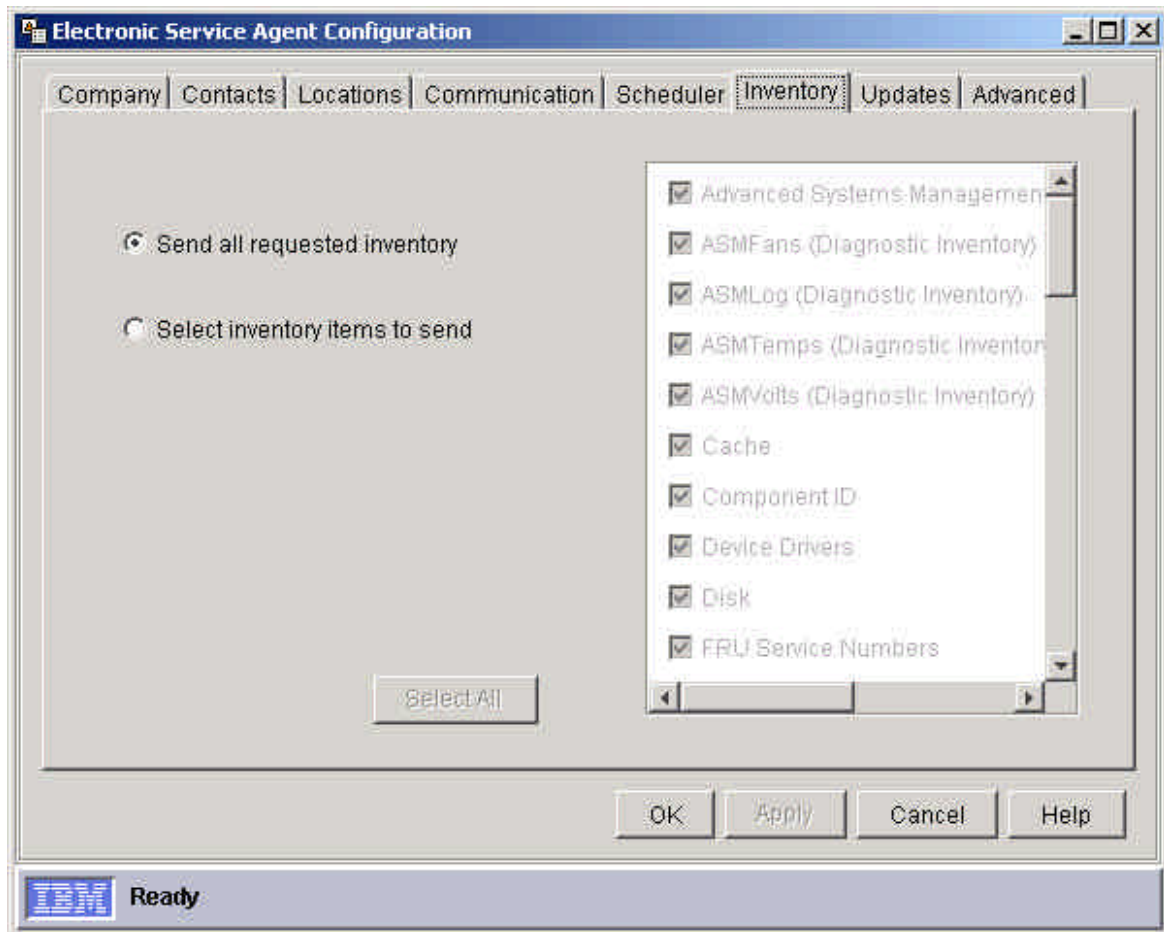 Electronic Service Agent Configuration
Company Contacts Locations Communication Scheduler Inventory Updates Advanced
Send all requested inventory
Select inventory items to send
Advanced Systems Managemen
ASMFans (Diagnostic Inventory)
ASMLog (Diagnostic Inventory)
ASMTemps (Diagnostic Inventor
ASMVolts (Diagnostic Inventory)
Cache
Component ID
Device Drivers
Disk
FRU Service Numbers
Select All
OK Apply Cancel Help
IBM Ready